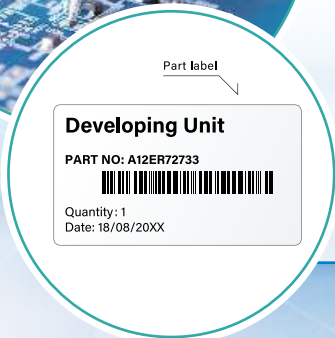 Part label
Developing Unit
PART NO: A12ER72733
Quantity: 1
Date: 18/08/20XX